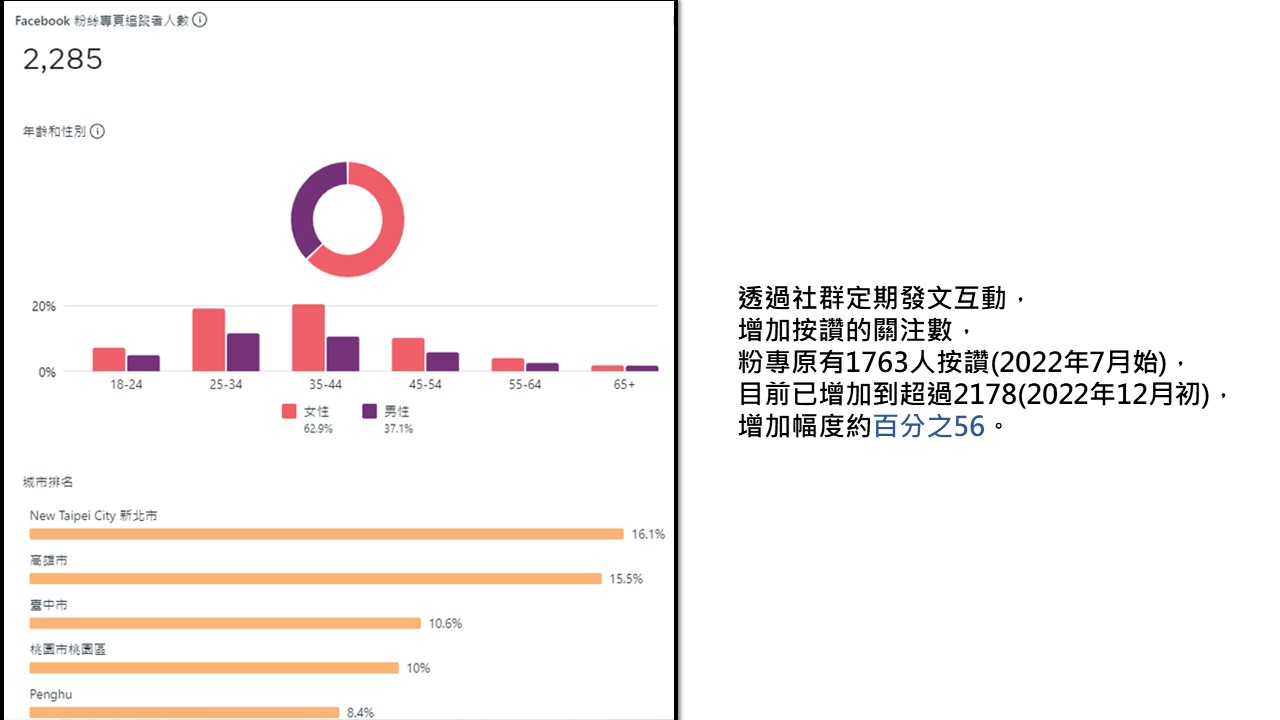 Facebook 粉絲專頁追蹤者人數
2,285
年齡和性別
20%
0%
18-24 25-34 35-44 45-54 55-64 65+
女性 男性
62.9% 37.1%
城市排名
New Taipei City 新北市
16.1%
高雄市
15.5%
臺中市
10.6%
桃園市桃園區
10%
Penghu
8.4%
透過社群定期發文互動，
增加按讚的關注數，
粉專原有1763人按讚(2022年7月始)，
目前已增加到超過2178(2022年12月初)，
增加幅度約百分之56。